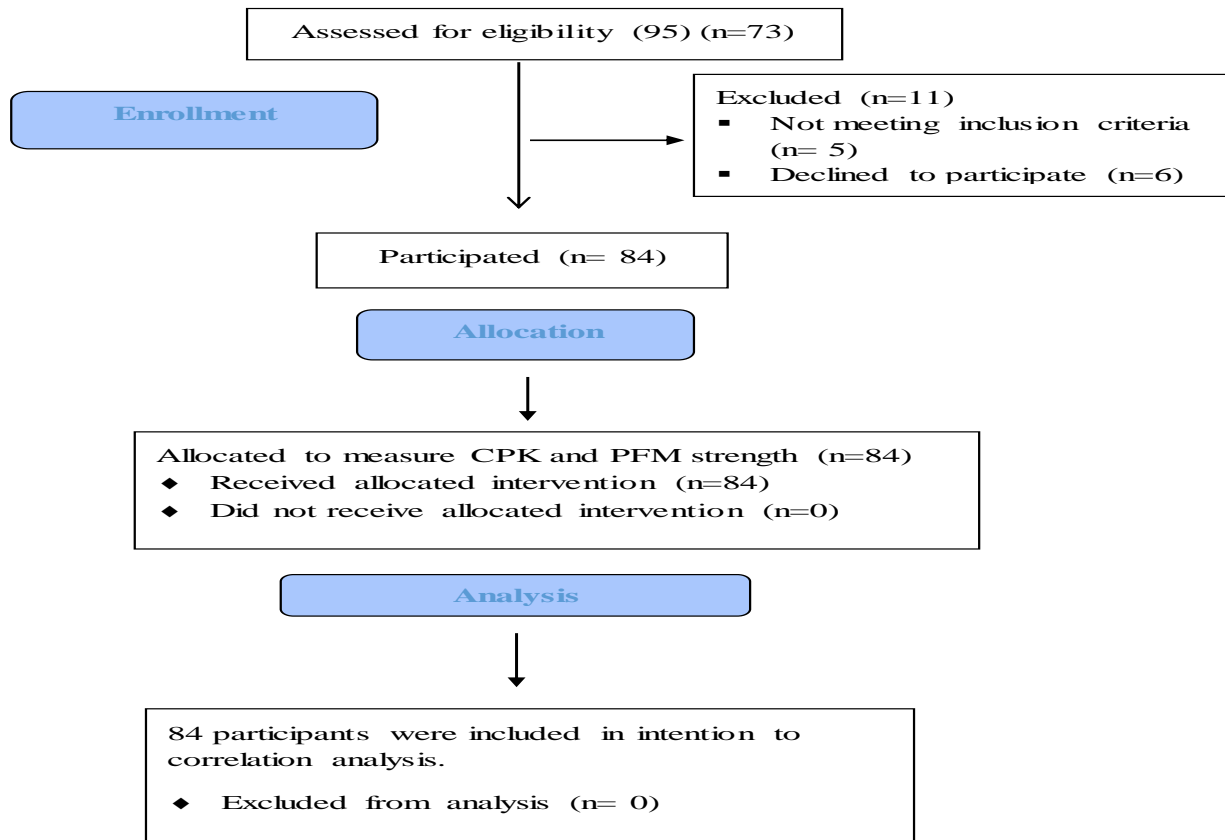 Assessed for eligibility (95) (n=73)
Enrollment
Excluded (n=11)
▪ Not meeting inclusion criteria
(n= 5)
▪ Declined to participate (n=6)
Participated (n= 84)
Allocation
Allocated to measure CPK and PFM strength (n=84)
◆ Received allocated intervention (n=84)
◆ Did not receive allocated intervention (n=0)
Analysis
84 participants were included in intention to
correlation analysis.
◆ Excluded from analysis (n= 0)